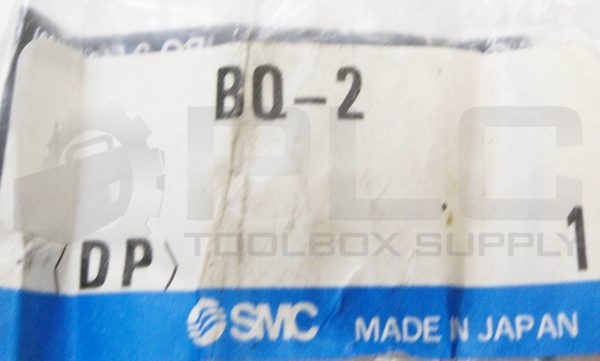 BQ-2
PLC
TOOLBOX SUPPLY
<DP> 1
SMC MADE IN JAPAN